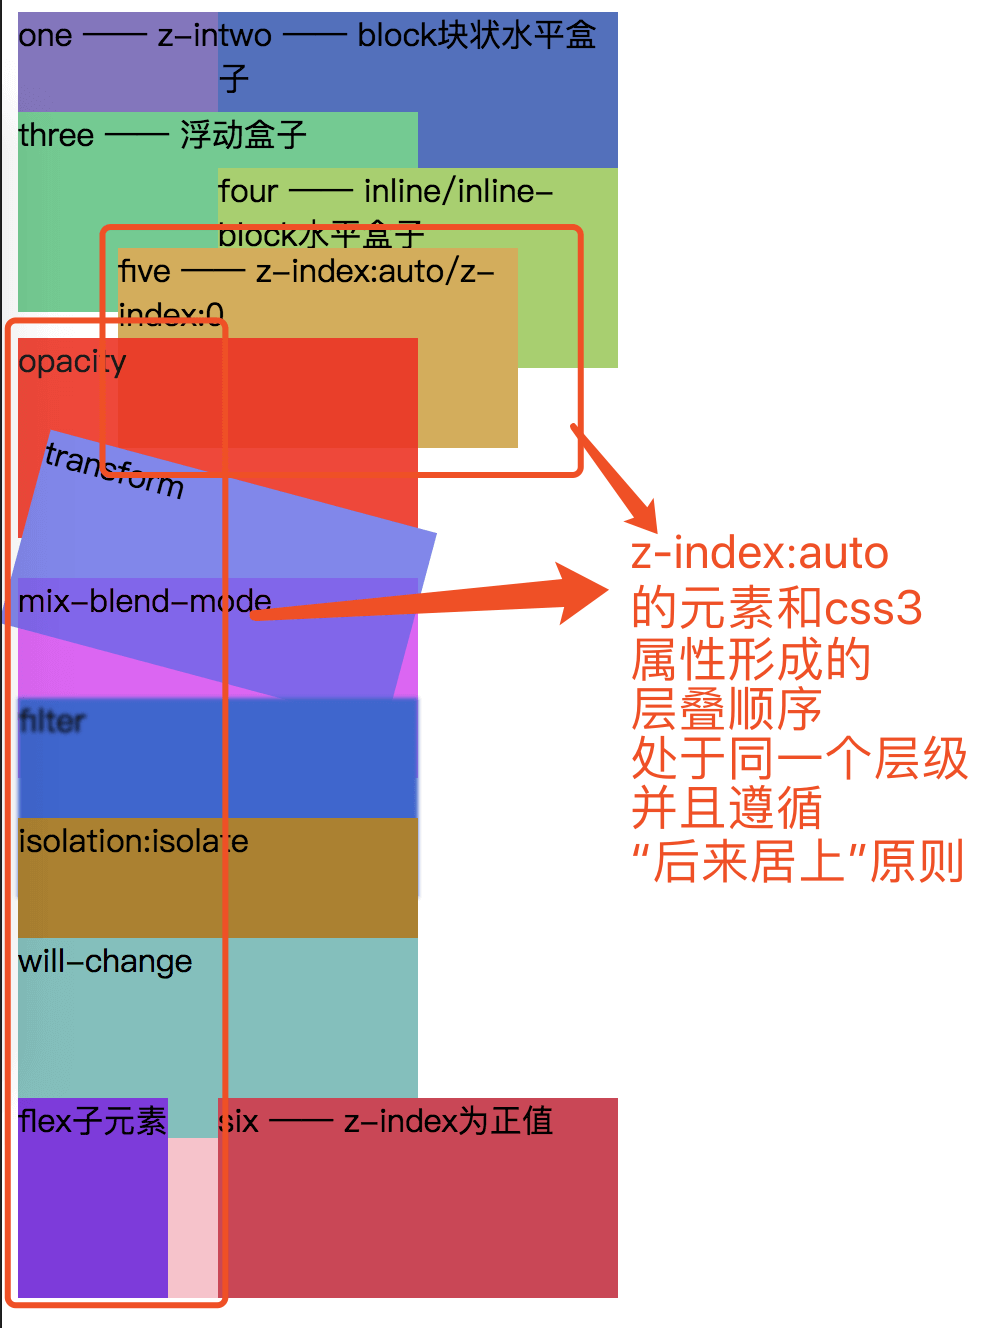 one —— z-in
two —— block块状水平盒
子
three —— 浮动盒子
four —— inline/inline-
block水平盒子
five —— z-index:auto/z-
index:0
opacity
transform
mix-blend-mode
filter
isolation:isolate
will-change
flex子元素
six —— z-index为正值
z-index:auto
的元素和css3
属性形成的
层叠顺序
处于同一个层级
并且遵循
“后来居上”原则